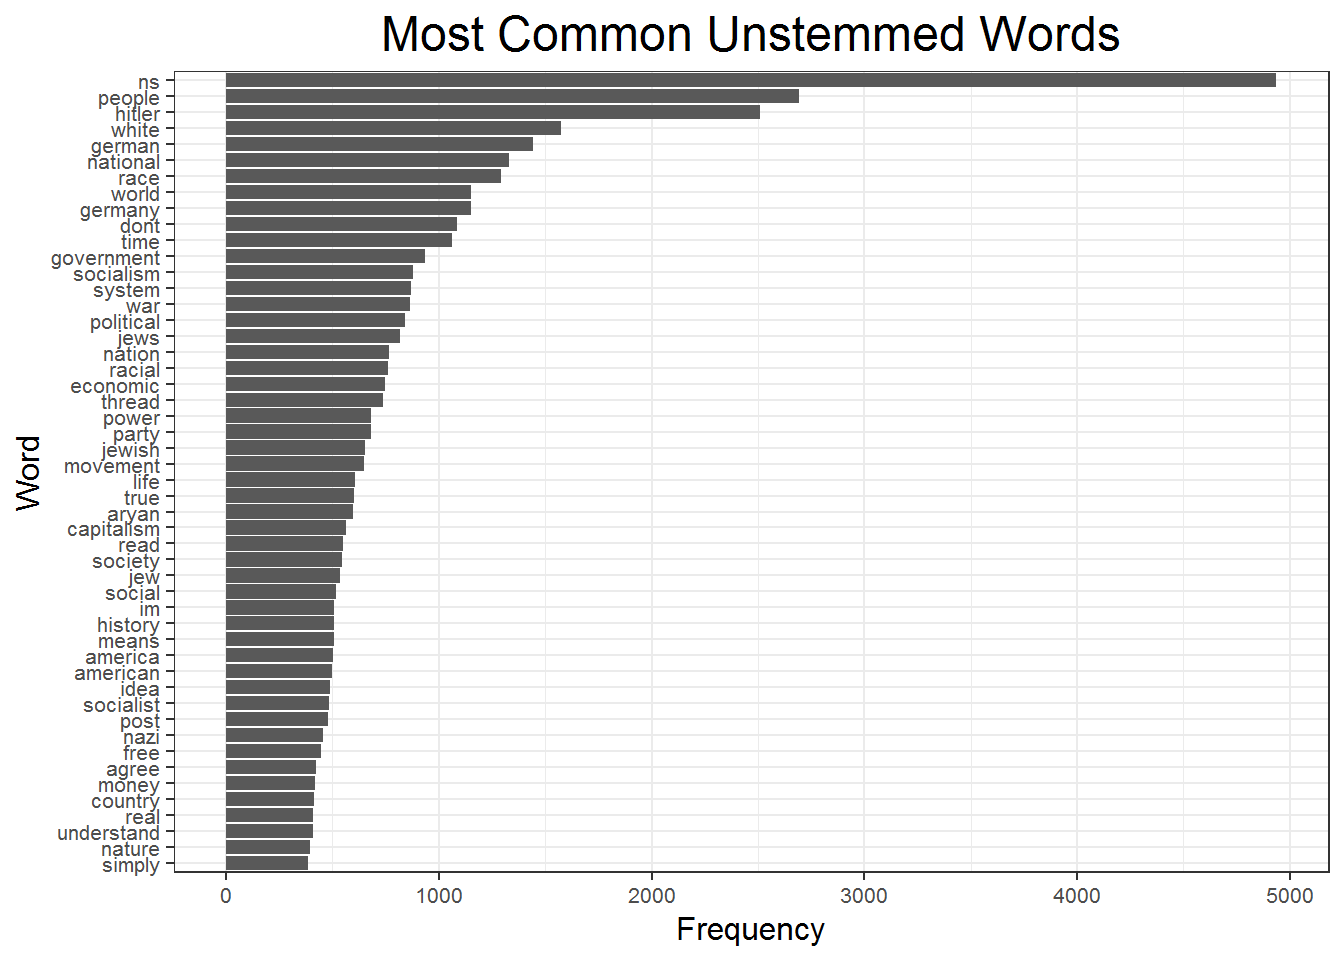 Most Common Unstemmed Words
ns
people
hitler
white
german
national
race
world
germany
dont
time
government
socialism
system
war
political
jews
nation
racial
economic
thread
power
party
jewish
movement
life
true
aryan
capitalism
read
society
jew
social
im
history
means
america
american
idea
socialist
post
nazi
free
agree
money
country
real
understand
nature
simply
Word
0 1000 2000 3000 4000 5000
Frequency